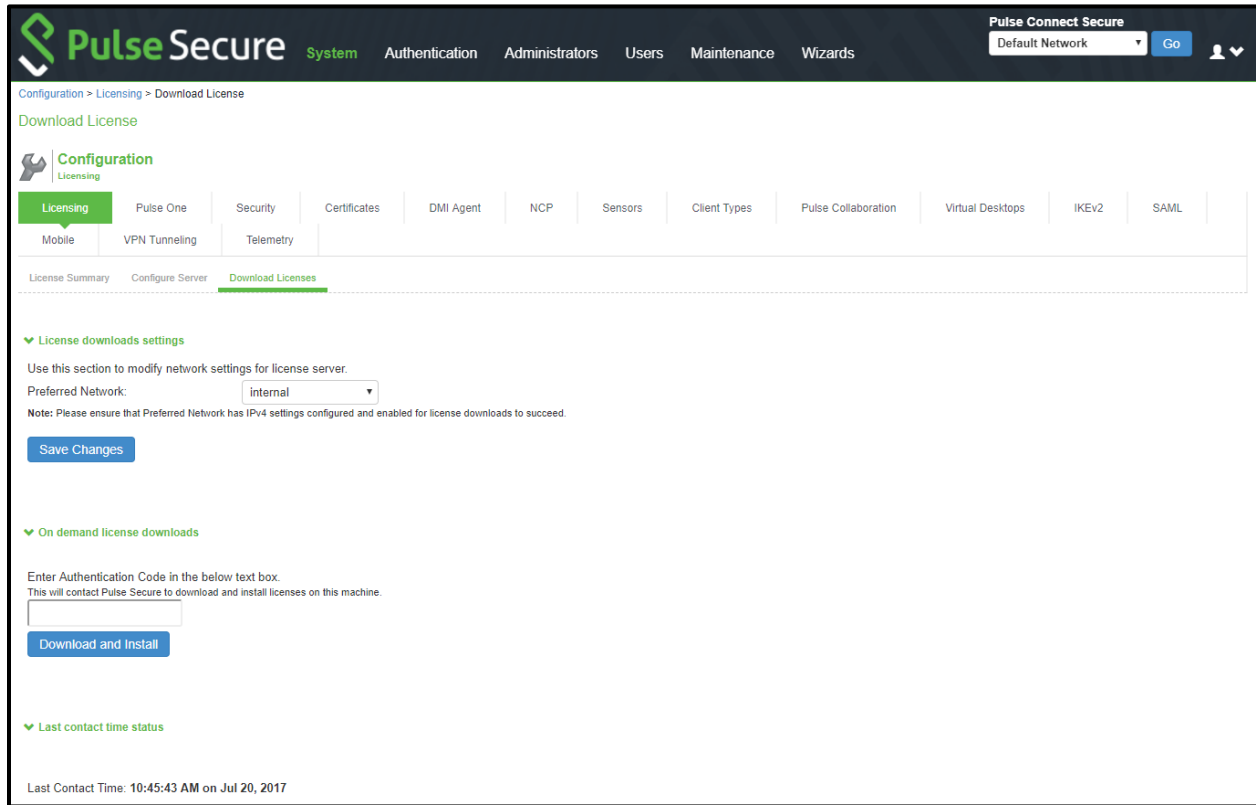 Pulse Secure System Authentication Administrators Users Maintenance Wizards
Pulse Connect Secure
Default Network Go
Configuration > Licensing > Download License
Download License
Configuration
Licensing
Licensing Pulse One Security Certificates DMI Agent NCP Sensors Client Types Pulse Collaboration Virtual Desktops IKEv2 SAML
Mobile VPN Tunneling Telemetry
License Summary Configure Server Download Licenses
License downloads settings
Use this section to modify network settings for license server.
Preferred Network: internal
Note: Please ensure that Preferred Network has IPv4 settings configured and enabled for license downloads to succeed.
Save Changes
On demand license downloads
Enter Authentication Code in the below text box.
This will contact Pulse Secure to download and install licenses on this machine.
Download and Install
Last contact time status
Last Contact Time: 10:45:43 AM on Jul 20, 2017